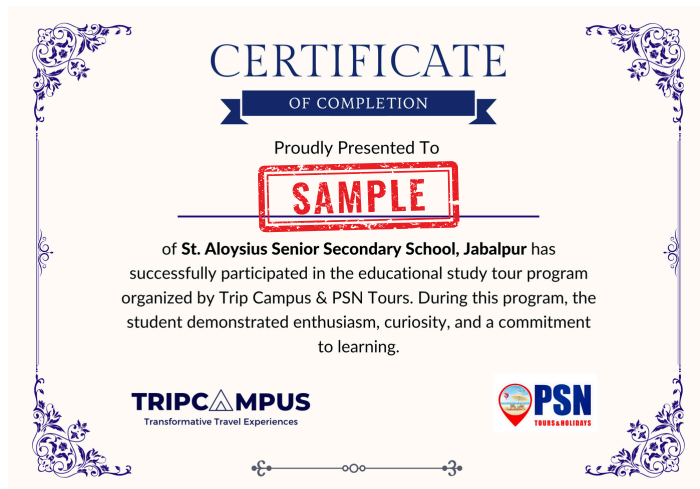 CERTIFICATE
OF COMPLETION
Proudly Presented To
SAMPLE
of St. Aloysius Senior Secondary School, Jabalpur has
successfully participated in the educational study tour program
organized by Trip Campus & PSN Tours. During this program, the
student demonstrated enthusiasm, curiosity, and a commitment
to learning.
TRIPCAMPUS
Transformative Travel Experiences
PSN
TOURS&HOLIDAYS